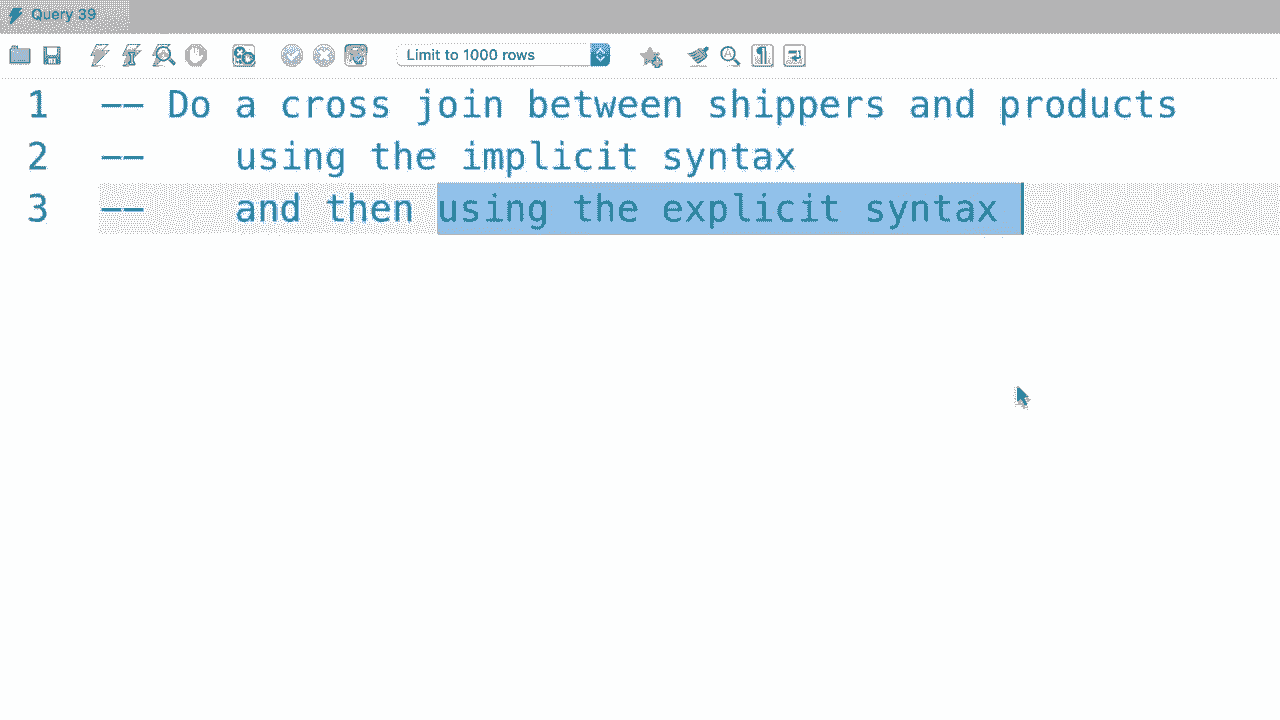 Query 39
Limit to 1000 rows
1 -- Do a cross join between shippers and products
2 --    using the implicit syntax
3 --    and then using the explicit syntax